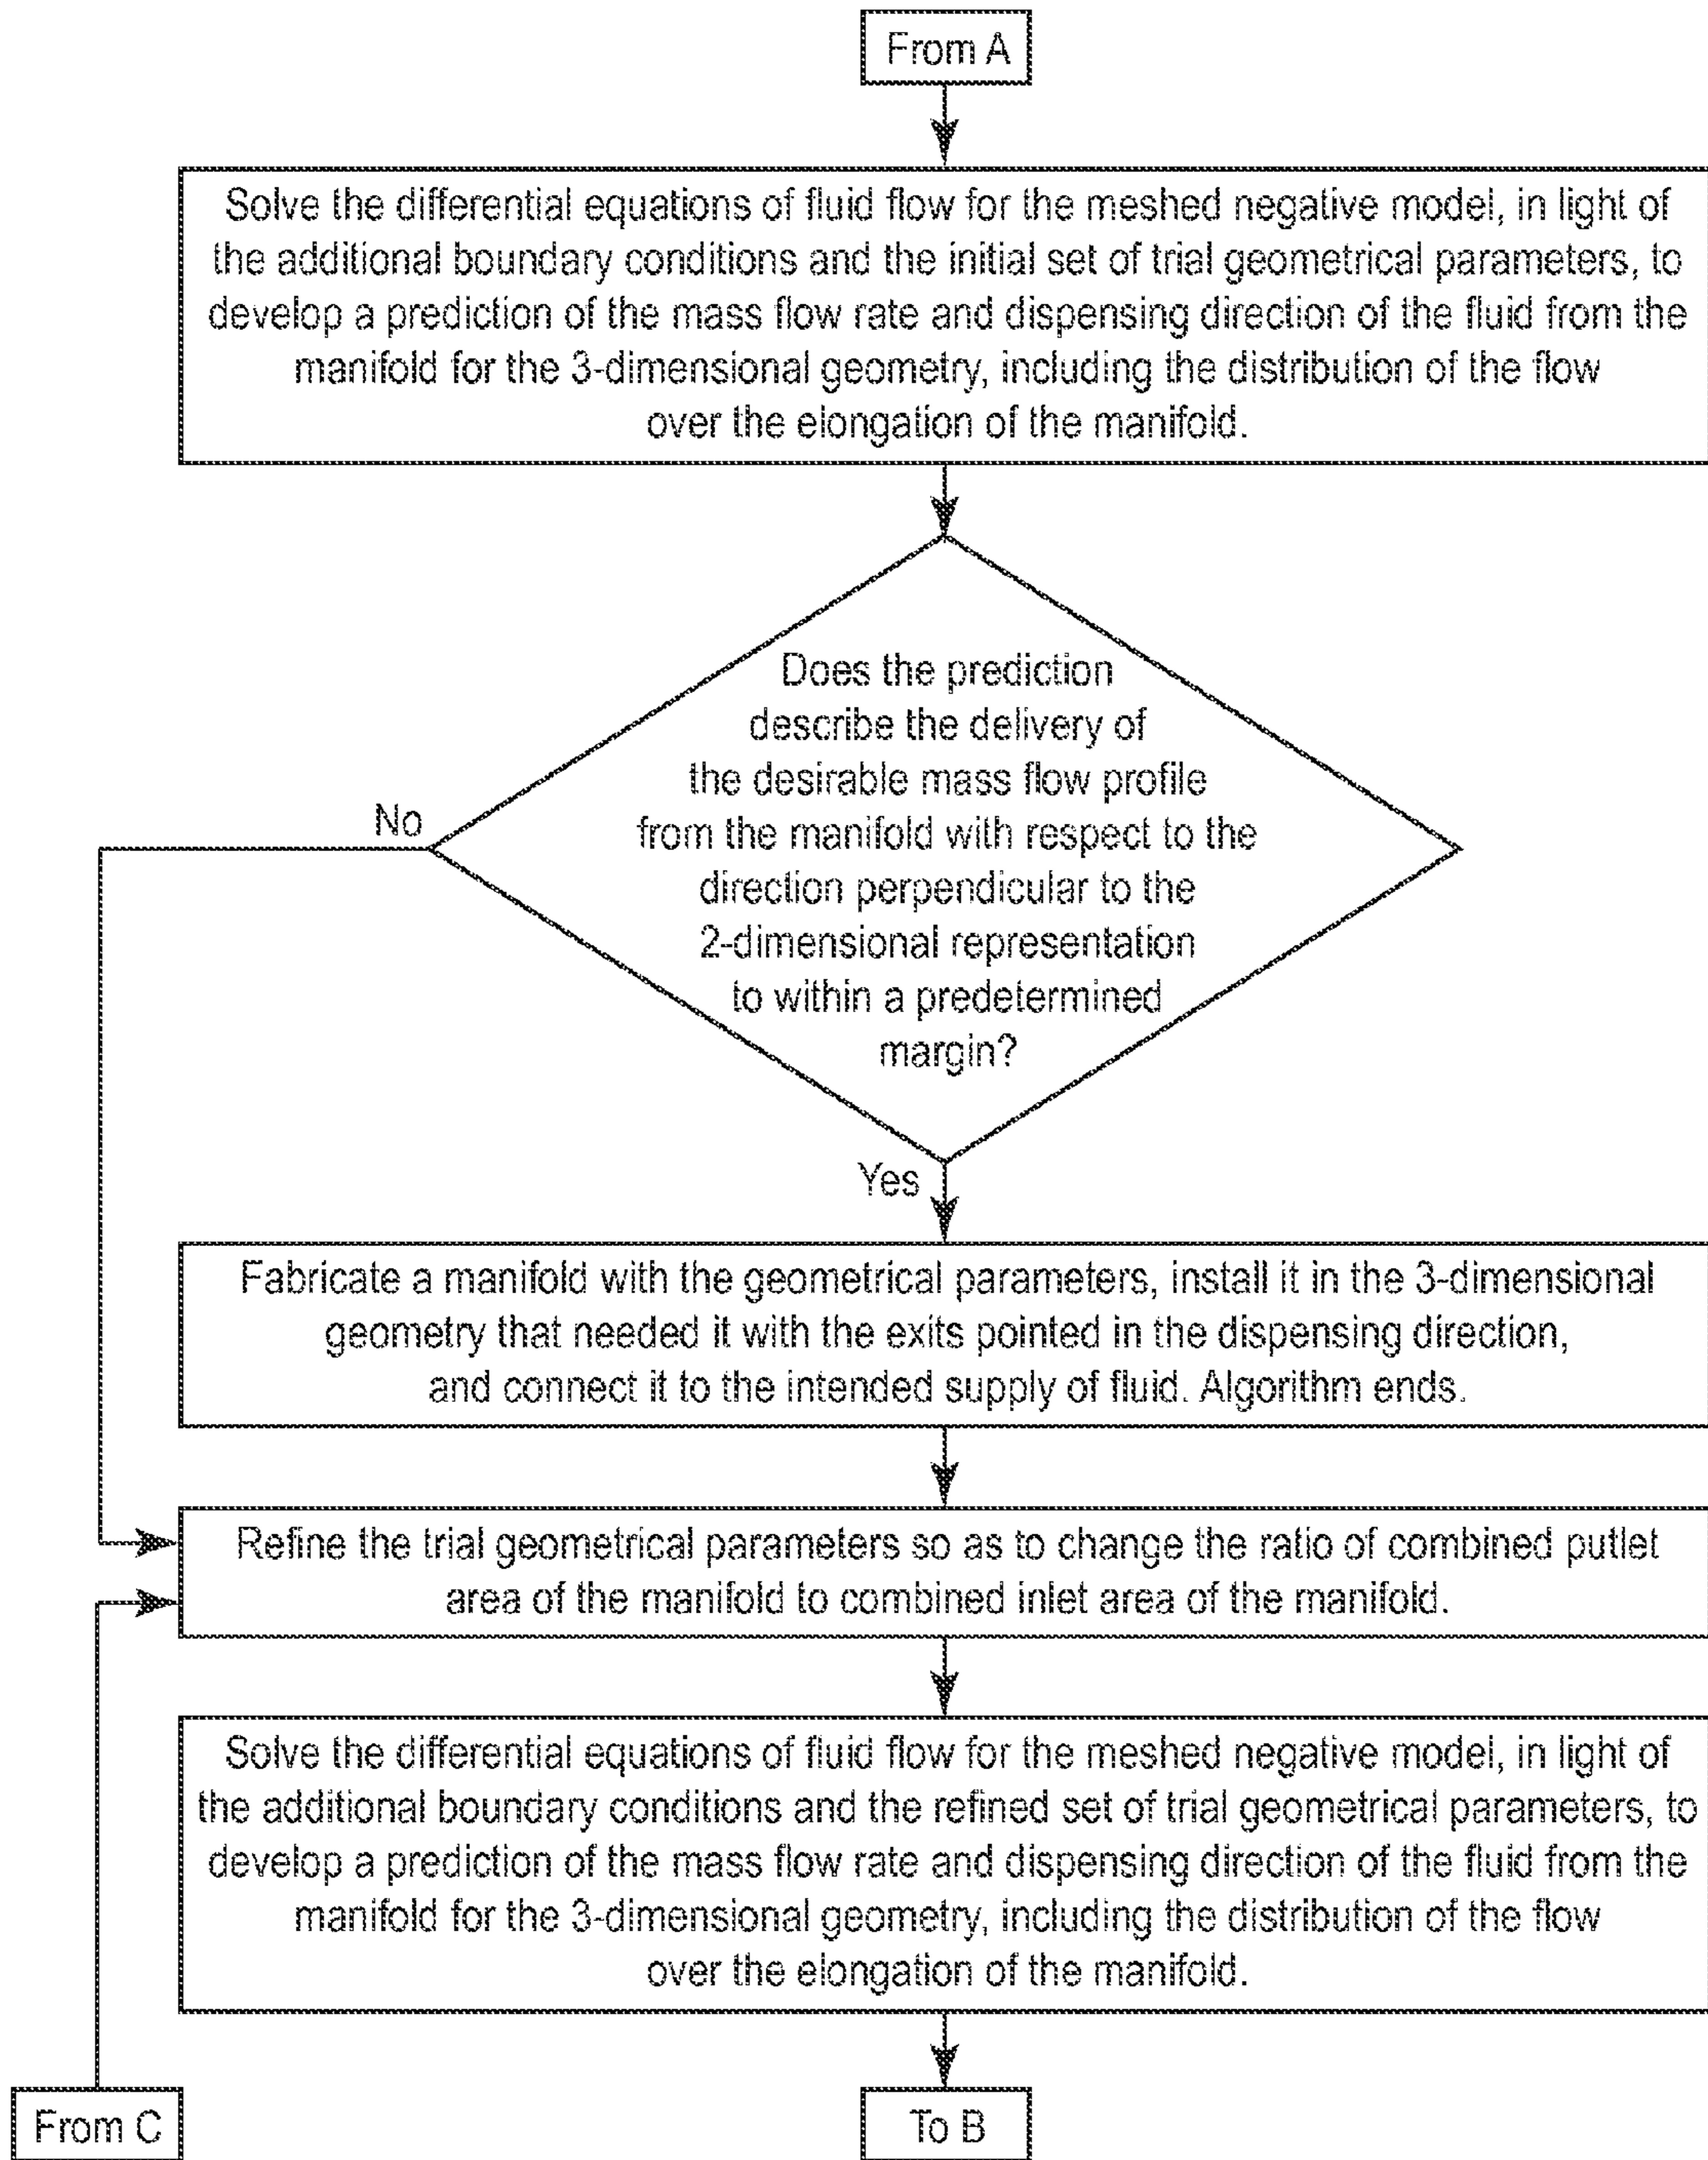 From A
Solve the differential equations of fluid flow for the meshed negative model, in light of
the additional boundary conditions and the initial set of trial geometrical parameters, to
develop a prediction of the mass flow rate and dispensing direction of the fluid from the
manifold for the 3-dimensional geometry, including the distribution of the flow
over the elongation of the manifold.
Does the prediction
describe the delivery of
the desirable mass flow profile
from the manifold with respect to the
direction perpendicular to the
2-dimensional representation
to within a predetermined
margin?
No
Yes
Fabricate a manifold with the geometrical parameters, install it in the 3-dimensional
geometry that needed it with the exits pointed in the dispensing direction,
and connect it to the intended supply of fluid. Algorithm ends.
Refine the trial geometrical parameters so as to change the ratio of combined putlet
area of the manifold to combined inlet area of the manifold.
Solve the differential equations of fluid flow for the meshed negative model, in light of
the additional boundary conditions and the refined set of trial geometrical parameters, to
develop a prediction of the mass flow rate and dispensing direction of the fluid from the
manifold for the 3-dimensional geometry, including the distribution of the flow
over the elongation of the manifold.
From C
To B